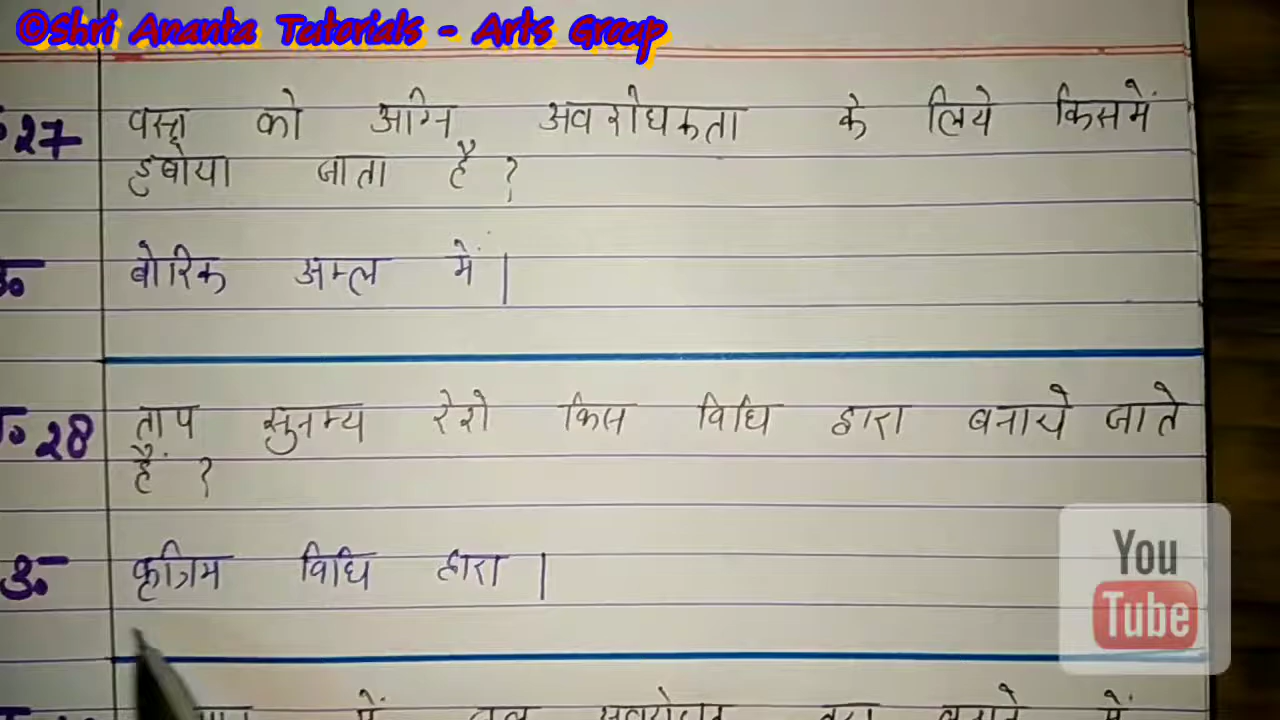 ©Shri Ananta Tutorials - Arts Group
27 वस्त्र को अग्नि अवरोधकता के लिये किसमें
डुबोया जाता है ?
उ० बोरिक अम्ल में |
28 ताप सुनम्य रेशे किस विधि द्वारा बनाये जाते
हैं ?
उ० कृत्रिम विधि द्वारा |
You
Tube
में